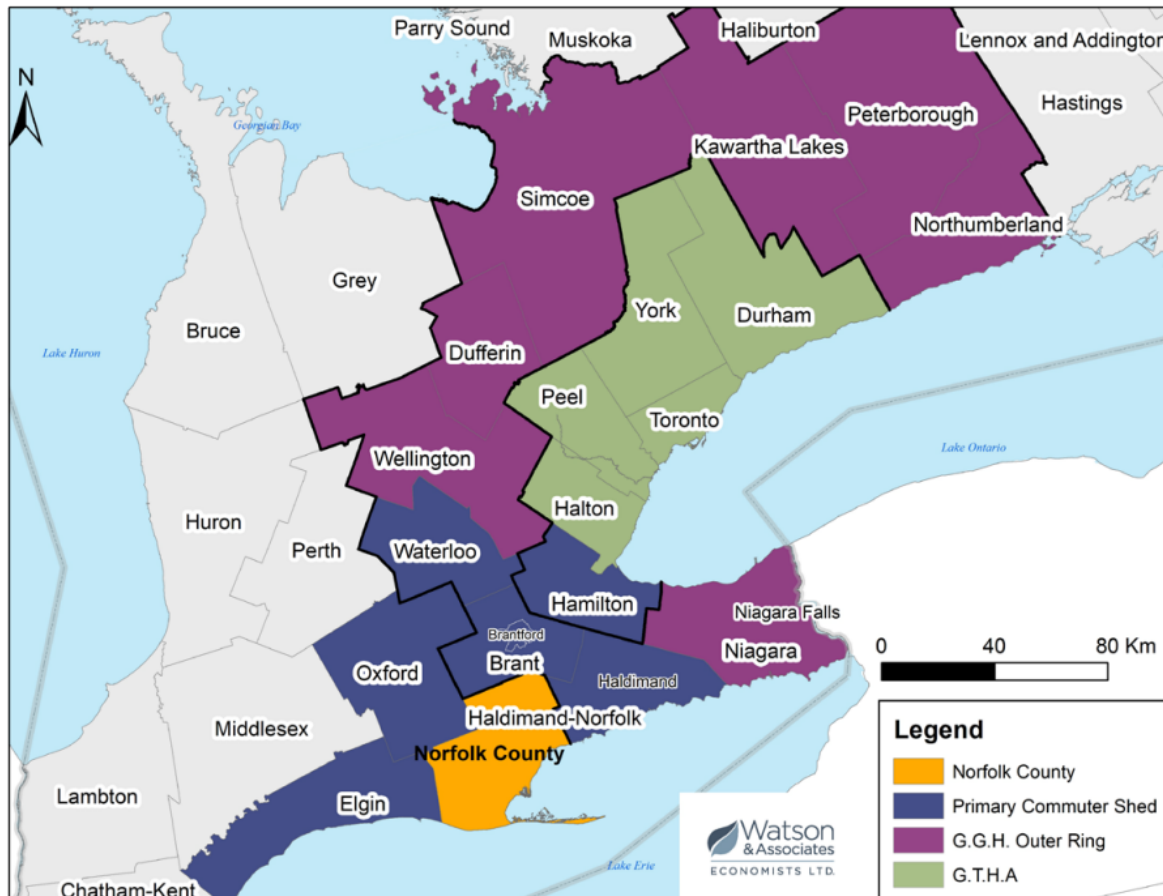 Parry Sound
Muskoka
Haliburton
Lennox and Addington
Hastings
N
Georgian Bay
Peterborough
Kawartha Lakes
Simcoe
Northumberland
Grey
York
Durham
Bruce
Lake Huron
Dufferin
Peel
Toronto
Lake Ontario
Wellington
Halton
Huron
Perth
Waterloo
Hamilton
Niagara Falls
Brantford
Niagara
0 40 80 Km
Brant
Oxford
Haldimand
Haldimand-Norfolk
Middlesex
Norfolk County
Lambton
Elgin
Lake Erie
Chatham-Kent
Watson
& Associates
ECONOMISTS LTD.
Legend
Norfolk County
Primary Commuter Shed
G.G.H. Outer Ring
G.T.H.A